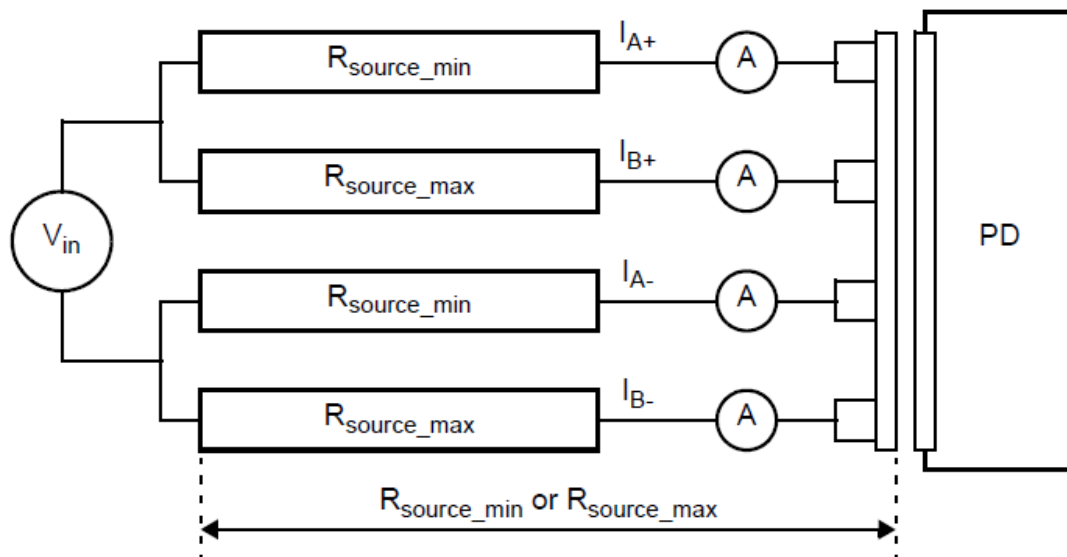 R_source_min
I_A+
A
R_source_max
I_B+
A
V_in
PD
R_source_min
I_A-
A
R_source_max
I_B-
A
R_source_min or R_source_max